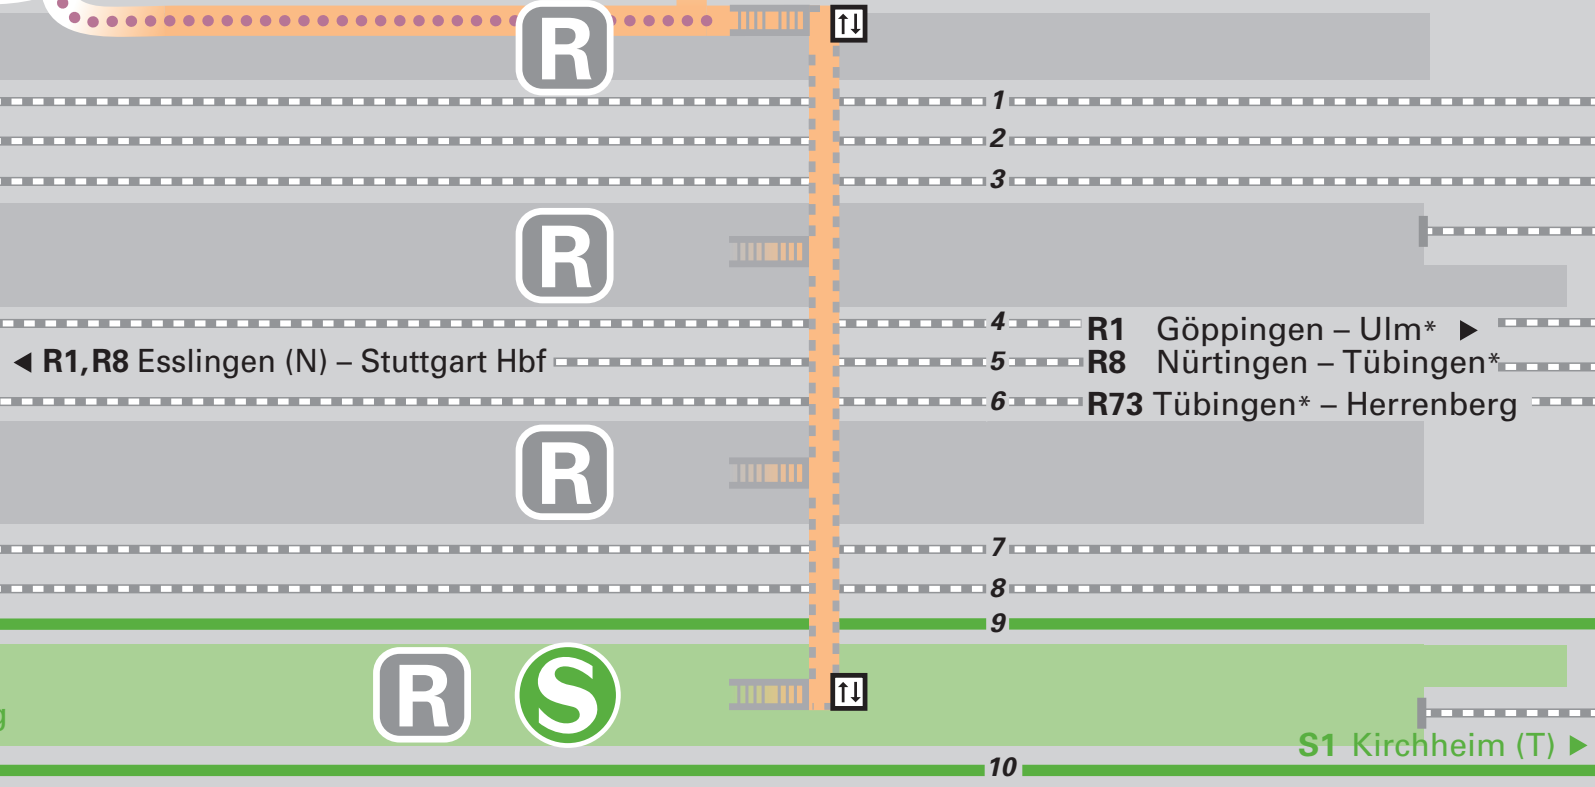 R
1
2
3
R
4
R1 Göppingen – Ulm* ▶
◀ R1,R8 Esslingen (N) – Stuttgart Hbf
5
R8 Nürtingen – Tübingen*
6
R73 Tübingen* – Herrenberg
R
7
8
9
R S
g
S1 Kirchheim (T) ▶
10